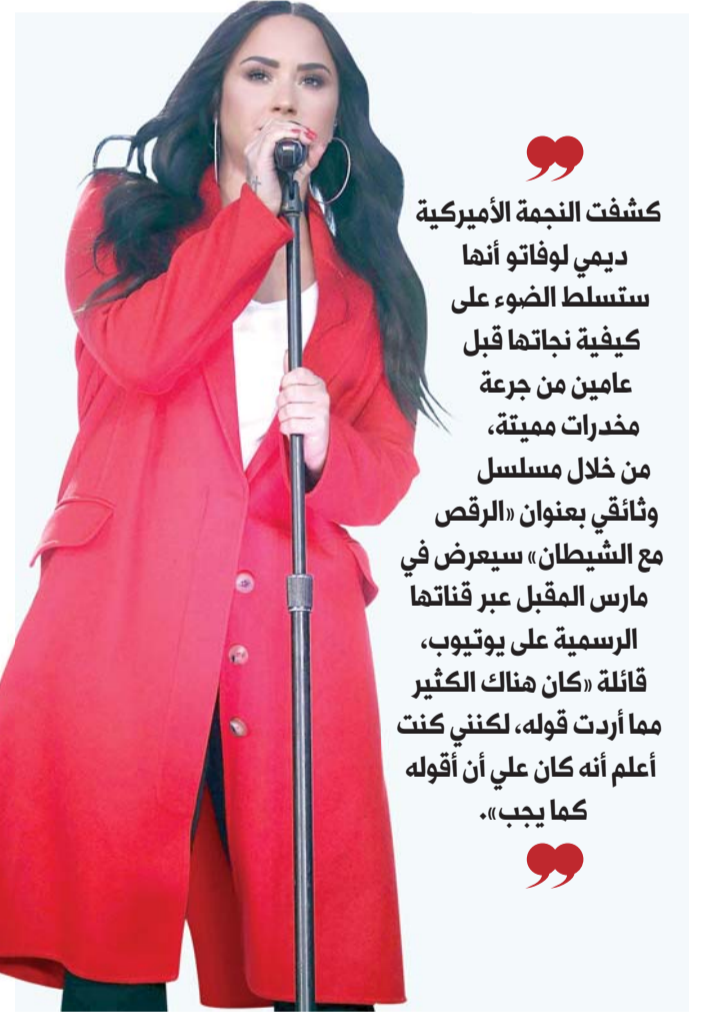 كشفت النجمة الأميركية
ديمي لوفاتو أنها
ستسلط الضوء على
كيفية نجاتها قبل
عامين من جرعة
مخدرات مميتة،
من خلال مسلسل
وثائقي بعنوان «الرقص
مع الشيطان» سيعرض في
مارس المقبل عبر قناتها
الرسمية على يوتيوب،
قائلة «كان هناك الكثير
مما أردت قوله، لكنني كنت
أعلم أنه كان علي أن أقوله
كما يجب».